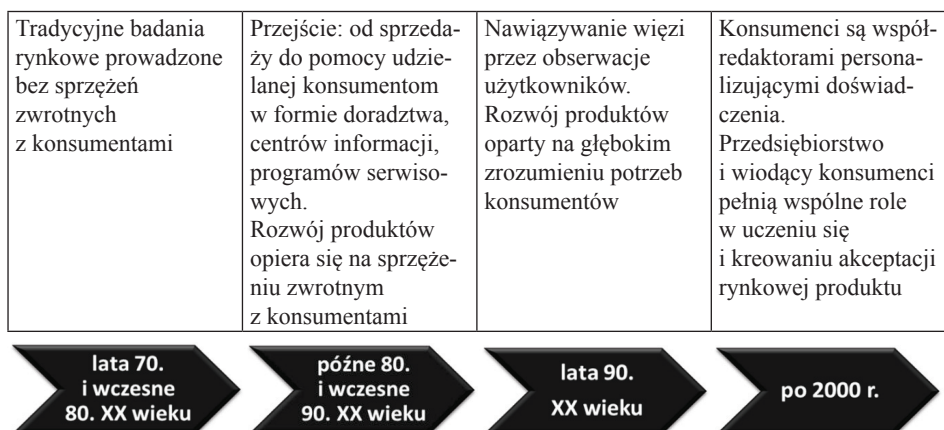 Tradycyjne badania
rynkowe prowadzone
bez sprzężeń
zwrotnych
z konsumentami
Przejście: od sprzeda-
ży do pomocy udzie-
lanej konsumentom
w formie doradztwa,
centrów informacji,
programów serwiso-
wych.
Rozwój produktów
opiera się na sprzęże-
niu zwrotnym
z konsumentami
Nawiązywanie więzi
przez obserwacje
użytkowników.
Rozwój produktów
oparty na głębokim
zrozumieniu potrzeb
konsumentów
Konsumenci są współ-
redaktorami persona-
lizującymi doświad-
czenia.
Przedsiębiorstwo
i wiodący konsumenci
pełnią wspólne role
w uczeniu się
i kreowaniu akceptacji
rynkowej produktu
lata 70.
i wczesne
80. XX wieku
późne 80.
i wczesne
90. XX wieku
lata 90.
XX wieku
po 2000 r.